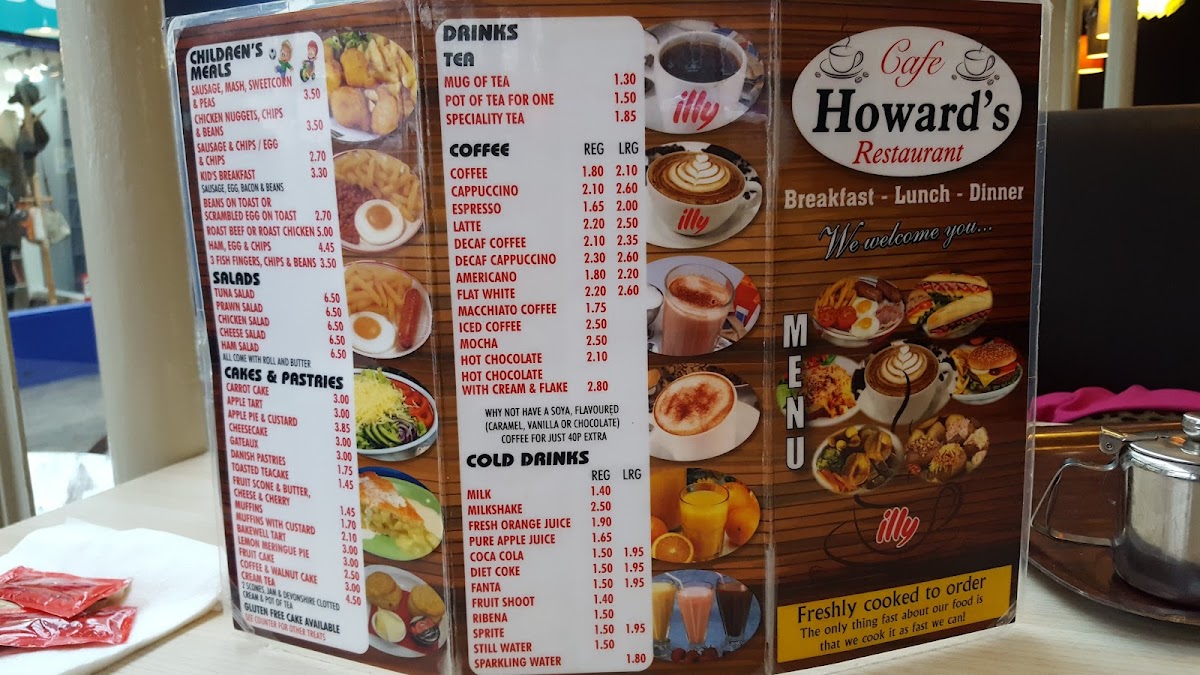 CHILDREN'S
MEALS
SAUSAGE, MASH, SWEETCORN
& PEAS 3.50
CHICKEN NUGGETS, CHIPS
& BEANS 3.50
SAUSAGE & CHIPS / EGG
& CHIPS 2.70
KID'S BREAKFAST 3.30
SAUSAGE, EGG, BACON & BEANS
BEANS ON TOAST OR
SCRAMBLED EGG ON TOAST 2.70
ROAST BEEF OR ROAST CHICKEN 5.00
HAM, EGG & CHIPS 4.45
3 FISH FINGERS, CHIPS & BEANS 3.50
SALADS
TUNA SALAD 6.50
PRAWN SALAD 6.50
CHICKEN SALAD 6.50
CHEESE SALAD 6.50
HAM SALAD 6.50
ALL COME WITH ROLL AND BUTTER
CAKES & PASTRIES
CARROT CAKE 3.00
APPLE TART 3.00
APPLE PIE & CUSTARD 3.85
CHEESECAKE 3.00
GATEAUX 3.00
DANISH PASTRIES 3.00
TOASTED TEACAKE 1.75
FRUIT SCONE & BUTTER, 1.45
CHEESE & CHERRY
MUFFINS 1.45
MUFFINS WITH CUSTARD 1.70
BAKEWELL TART 2.10
LEMON MERINGUE PIE 3.00
FRUIT CAKE 3.00
COFFEE & WALNUT CAKE 2.50
CREAM TEA 3.00
2 SCONES, JAM & DEVONSHIRE CLOTTED
CREAM & POT OF TEA 4.50
GLUTEN FREE CAKE AVAILABLE
SEE COUNTER FOR OTHER TREATS
DRINKS
TEA
MUG OF TEA 1.30
POT OF TEA FOR ONE 1.50
SPECIALITY TEA 1.85
COFFEE REG LRG
COFFEE 1.80 2.10
CAPPUCCINO 2.10 2.60
ESPRESSO 1.65 2.00
LATTE 2.20 2.50
DECAF COFFEE 2.10 2.35
DECAF CAPPUCCINO 2.30 2.60
AMERICANO 1.80 2.20
FLAT WHITE 2.20 2.60
MACCHIATO COFFEE 1.75
ICED COFFEE 2.50
MOCHA 2.50
HOT CHOCOLATE 2.10
HOT CHOCOLATE
WITH CREAM & FLAKE 2.80
WHY NOT HAVE A SOYA, FLAVOURED
(CARAMEL, VANILLA OR CHOCOLATE)
COFFEE FOR JUST 40P EXTRA
COLD DRINKS
REG LRG
MILK 1.40
MILKSHAKE 2.50
FRESH ORANGE JUICE 1.90
PURE APPLE JUICE 1.65
COCA COLA 1.50 1.95
DIET COKE 1.50 1.95
FANTA 1.50 1.95
FRUIT SHOOT 1.40
RIBENA 1.50
SPRITE 1.50 1.95
STILL WATER 1.50
SPARKLING WATER 1.80
illy
illy
Cafe
Howard's
Restaurant
Breakfast - Lunch - Dinner
We welcome you...
MENU
illy
Freshly cooked to order
The only thing fast about our food is
that we cook it as fast we can!